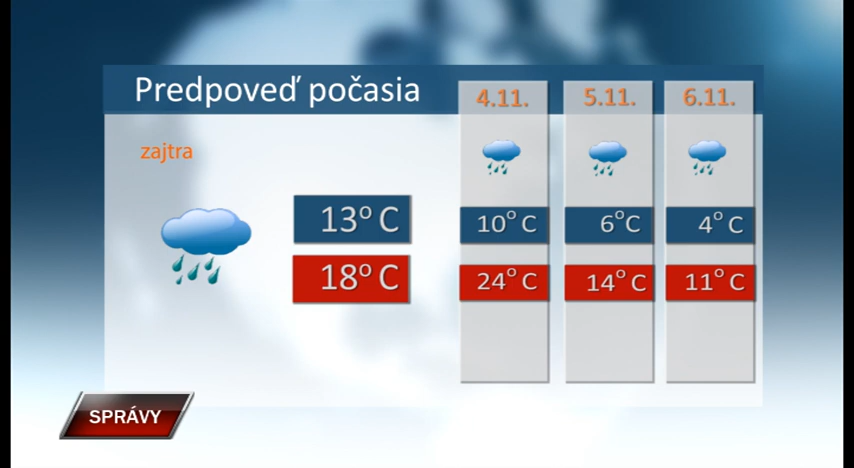 Predpoveď počasia
zajtra
13° C
18° C
4.11.
10° C
24° C
5.11.
6°C
14° C
6.11.
4° C
11° C
SPRÁVY